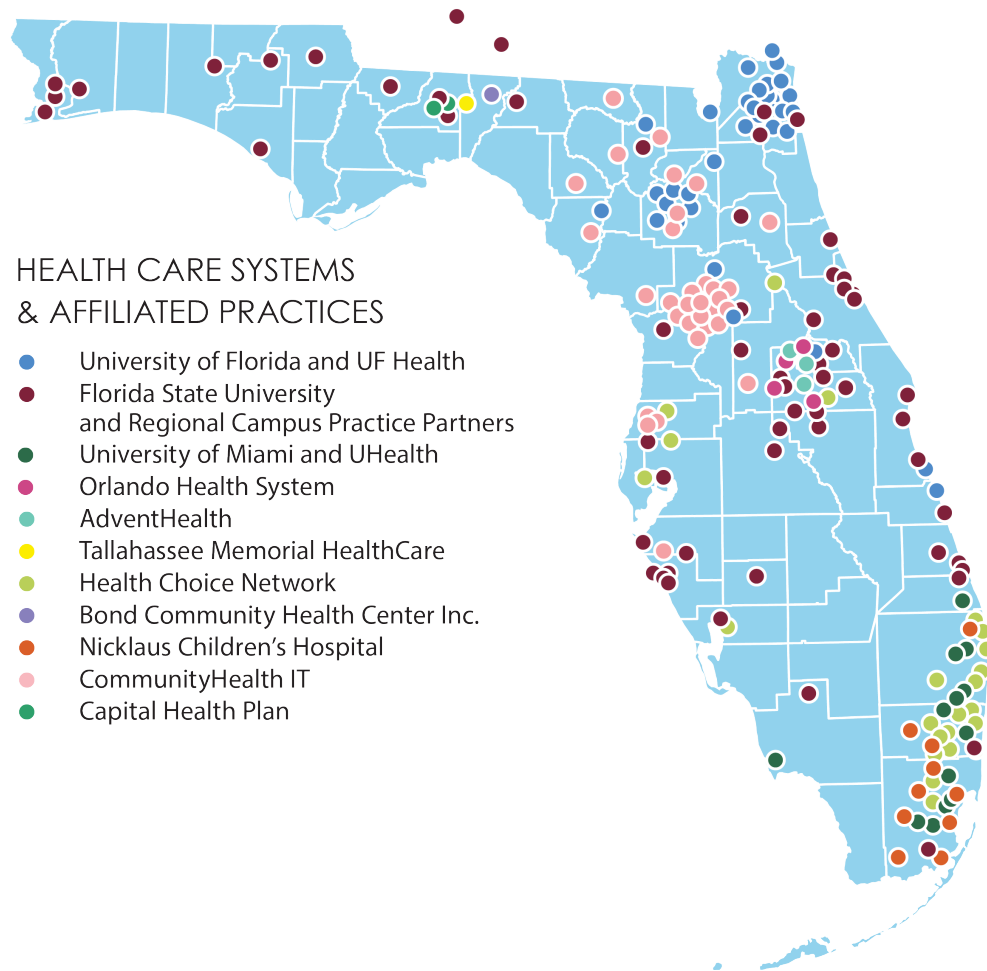 HEALTH CARE SYSTEMS
& AFFILIATED PRACTICES
University of Florida and UF Health
Florida State University
and Regional Campus Practice Partners
University of Miami and UHealth
Orlando Health System
AdventHealth
Tallahassee Memorial HealthCare
Health Choice Network
Bond Community Health Center Inc.
Nicklaus Children’s Hospital
CommunityHealth IT
Capital Health Plan